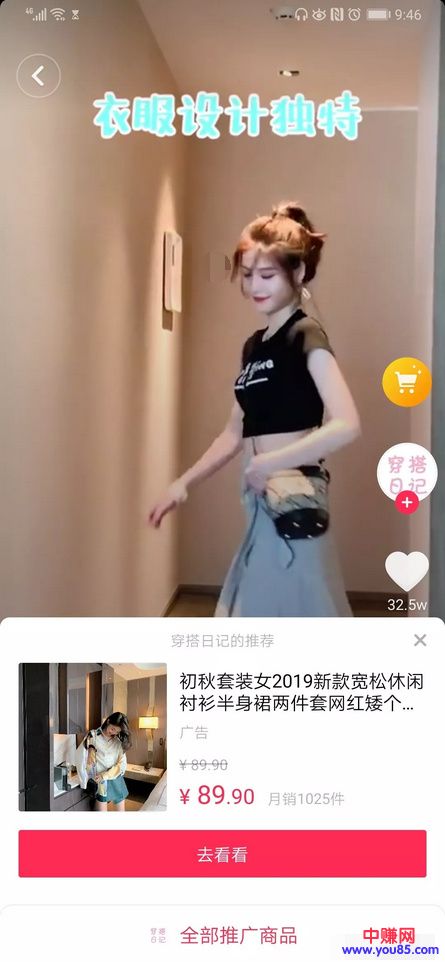 4G
9:46
衣服设计独特
穿搭
日记
32.5w
穿搭日记的推荐
初秋套装女2019新款宽松休闲
衬衫半身裙两件套网红矮个…
广告
¥ 89.90
¥ 89.90 月销1025件
去看看
穿搭
日记
全部推广商品
中赚网
www.you85.com